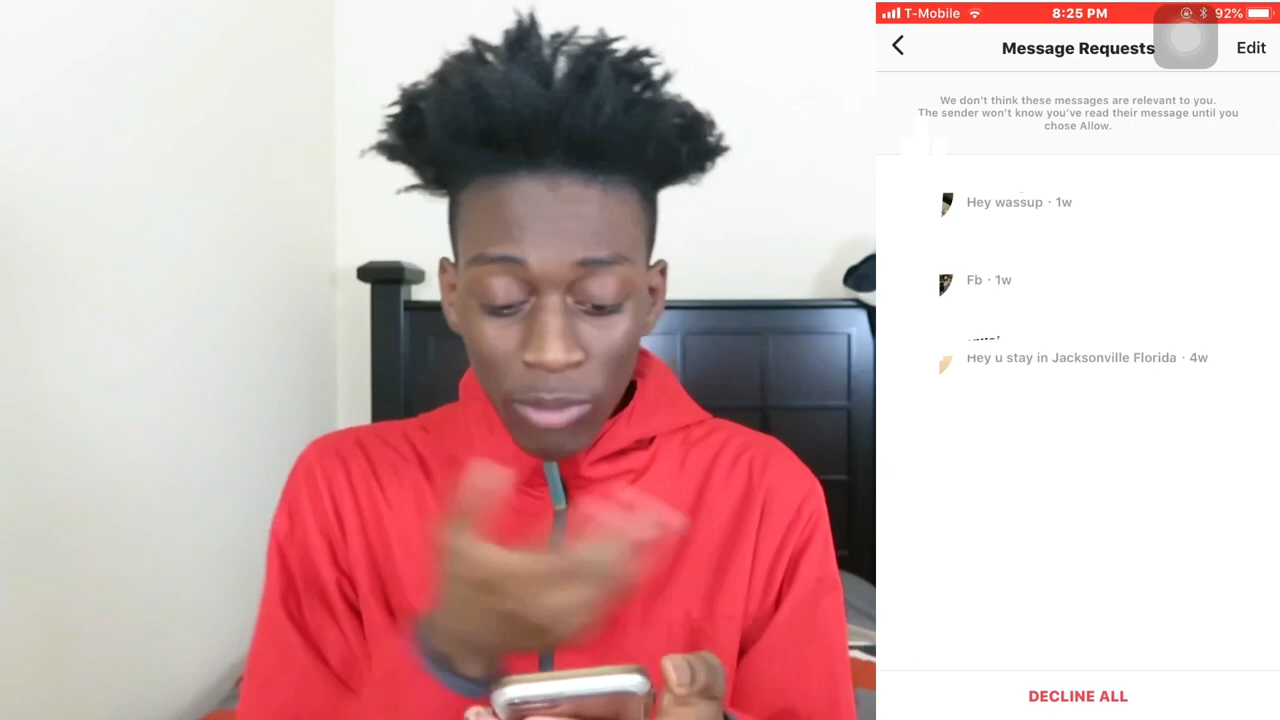 T-Mobile 8:25 PM 92%
Message Requests Edit
We don't think these messages are relevant to you.
The sender won't know you've read their message until you
chose Allow.
Hey wassup · 1w
Fb · 1w
Hey u stay in Jacksonville Florida · 4w
DECLINE ALL